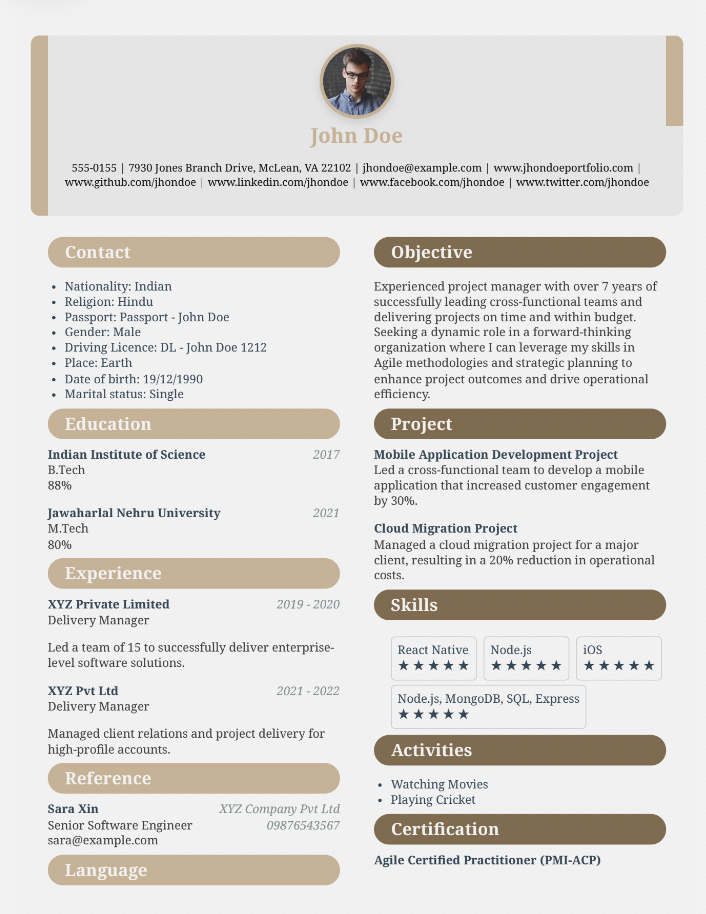 John Doe
555-0155 | 7930 Jones Branch Drive, McLean, VA 22102 | jhondoe@example.com | www.jhondoeportfolio.com |
www.github.com/jhondoe | www.linkedin.com/jhondoe | www.facebook.com/jhondoe | www.twitter.com/jhondoe
Contact
• Nationality: Indian
• Religion: Hindu
• Passport: Passport - John Doe
• Gender: Male
• Driving Licence: DL - John Doe 1212
• Place: Earth
• Date of birth: 19/12/1990
• Marital status: Single
Education
Indian Institute of Science 2017
B.Tech
88%
Jawaharlal Nehru University 2021
M.Tech
80%
Experience
XYZ Private Limited 2019 - 2020
Delivery Manager
Led a team of 15 to successfully deliver enterprise-
level software solutions.
XYZ Pvt Ltd 2021 - 2022
Delivery Manager
Managed client relations and project delivery for
high-profile accounts.
Reference
Sara Xin XYZ Company Pvt Ltd
Senior Software Engineer 09876543567
sara@example.com
Language
Objective
Experienced project manager with over 7 years of
successfully leading cross-functional teams and
delivering projects on time and within budget.
Seeking a dynamic role in a forward-thinking
organization where I can leverage my skills in
Agile methodologies and strategic planning to
enhance project outcomes and drive operational
efficiency.
Project
Mobile Application Development Project
Led a cross-functional team to develop a mobile
application that increased customer engagement
by 30%.
Cloud Migration Project
Managed a cloud migration project for a major
client, resulting in a 20% reduction in operational
costs.
Skills
React Native Node.js iOS
★★★★★ ★★★★★ ★★★★★
Node.js, MongoDB, SQL, Express
★★★★★
Activities
• Watching Movies
• Playing Cricket
Certification
Agile Certified Practitioner (PMI-ACP)